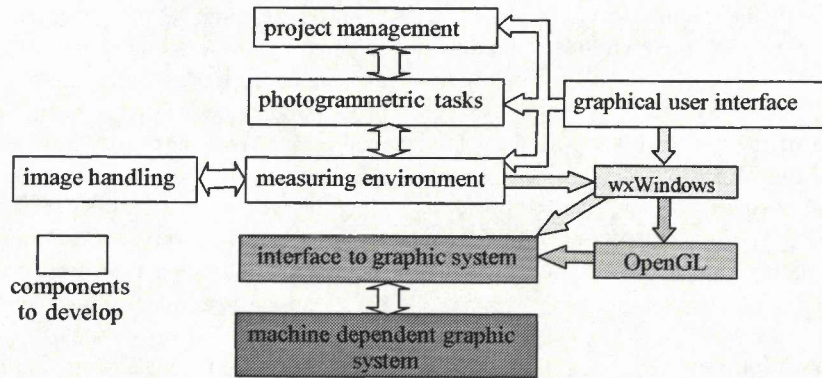 project management
photogrammetric tasks
graphical user interface
image handling
measuring environment
wxWindows
interface to graphic system
OpenGL
components
to develop
machine dependent graphic
system